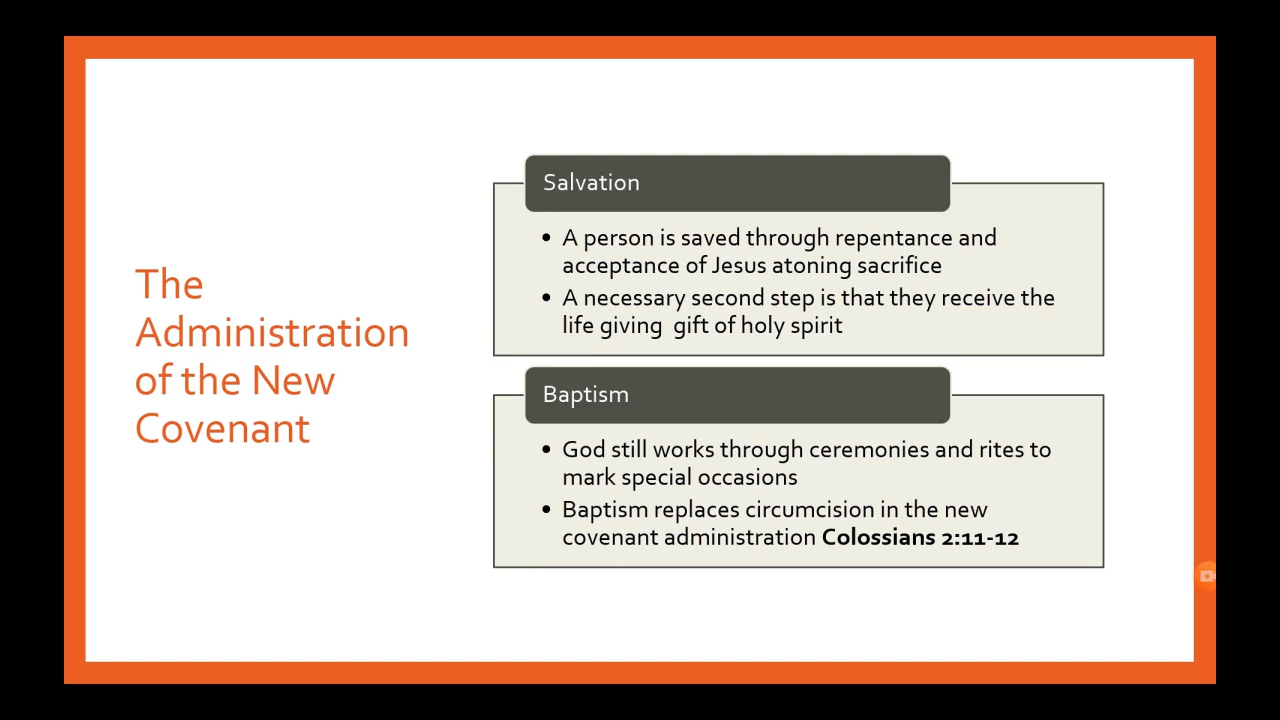 The
Administration
of the New
Covenant
Salvation
• A person is saved through repentance and
acceptance of Jesus atoning sacrifice
• A necessary second step is that they receive the
life giving  gift of holy spirit
Baptism
• God still works through ceremonies and rites to
mark special occasions
• Baptism replaces circumcision in the new
covenant administration Colossians 2:11-12